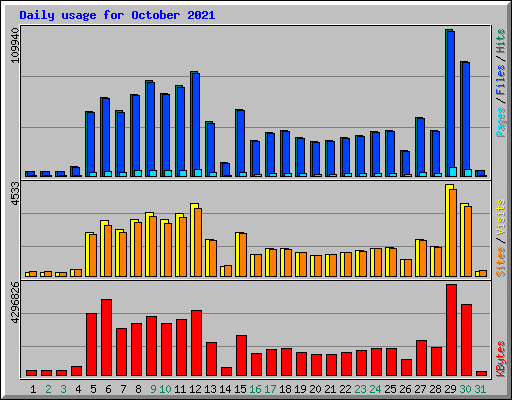 Daily usage for October 2021
109940
Pages / Files / Hits
4533
Sites / Visits
4296826
KBytes
1 2 3 4 5 6 7 8 9 10 11 12 13 14 15 16 17 18 19 20 21 22 23 24 25 26 27 28 29 30 31